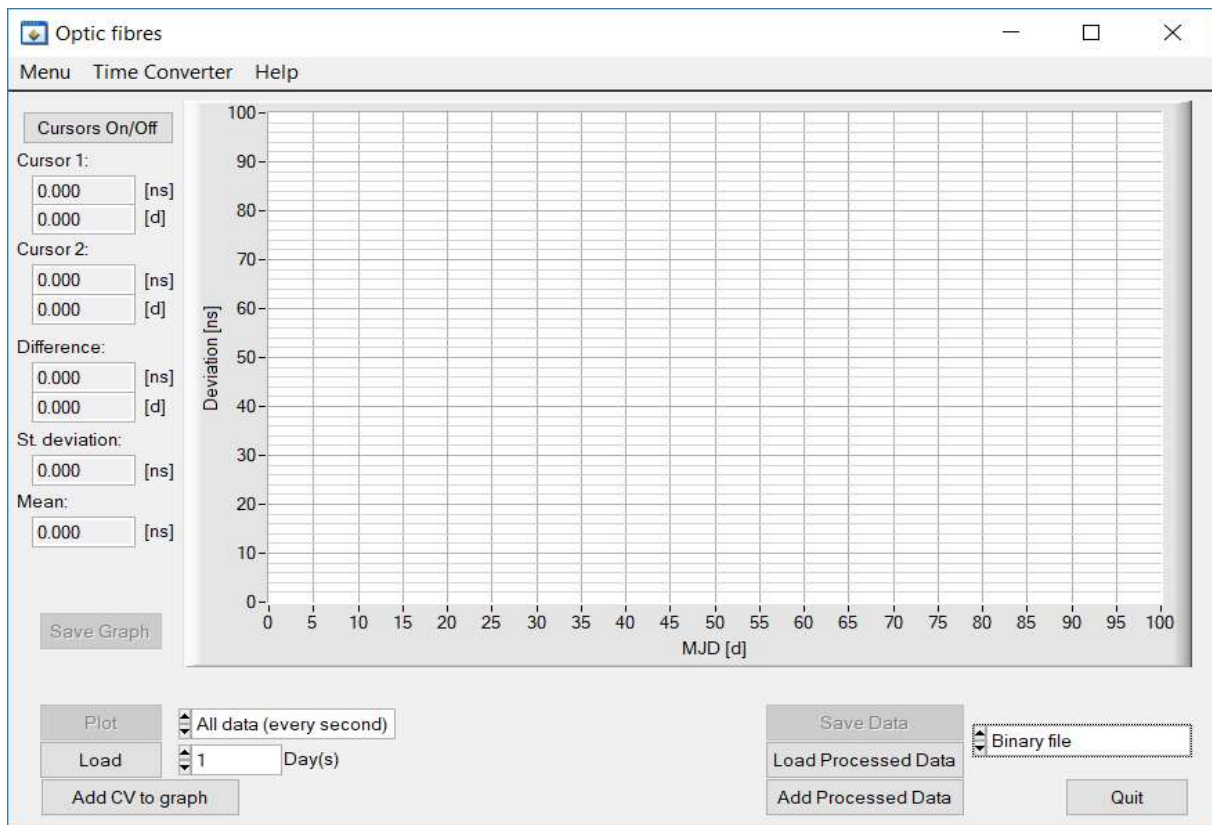 Optic fibres
Menu Time Converter Help
Cursors On/Off
Cursor 1:
0.000 [ns]
0.000 [d]
Cursor 2:
0.000 [ns]
0.000 [d]
Difference:
0.000 [ns]
0.000 [d]
St. deviation:
0.000 [ns]
Mean:
0.000 [ns]
Save Graph
Deviation [ns]
100
90
80
70
60
50
40
30
20
10
0
0 5 10 15 20 25 30 35 40 45 50 55 60 65 70 75 80 85 90 95 100
MJD [d]
Plot All data (every second)
Load 1 Day(s)
Add CV to graph
Save Data
Load Processed Data
Add Processed Data
Binary file
Quit